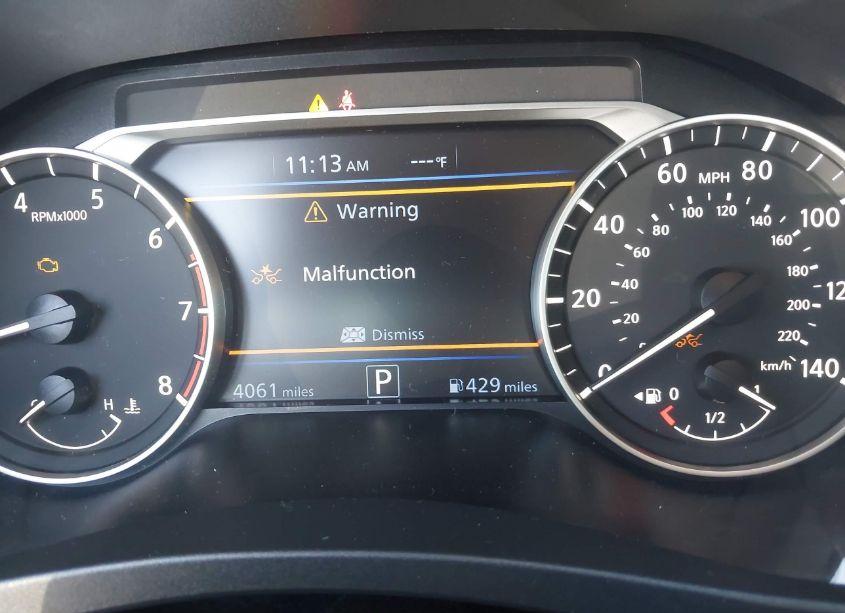 11:13 AM ---°F
Warning
Malfunction
Dismiss
4061 miles P 429 miles
4 5 6 7 8
RPMx1000
H
0 20 40 60 80 100 140
MPH
20 40 60 80 100 120 140 160 180 200 220
km/h
0 1/2 1